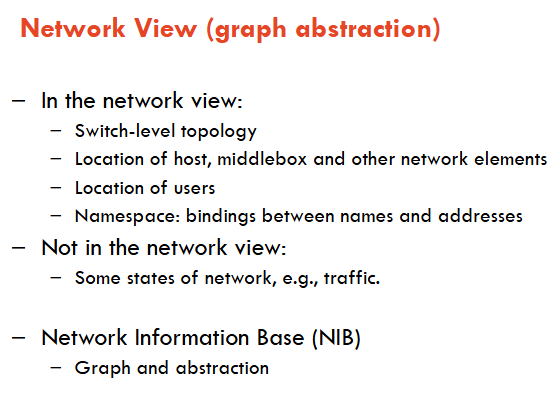 Network View (graph abstraction)
– In the network view:
– Switch-level topology
– Location of host, middlebox and other network elements
– Location of users
– Namespace: bindings between names and addresses
– Not in the network view:
– Some states of network, e.g., traffic.
– Network Information Base (NIB)
– Graph and abstraction